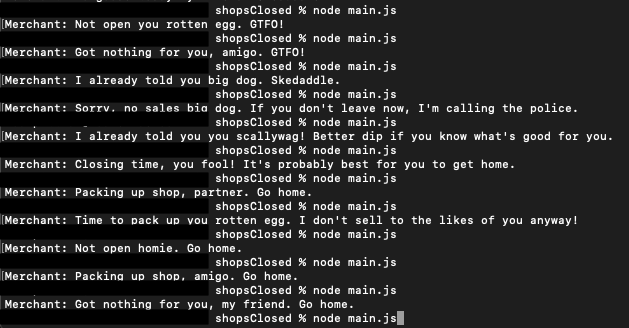 shopsClosed % node main.js
[Merchant: Not open you rotten egg. GTFO!
shopsClosed % node main.js
[Merchant: Got nothing for you, amigo. GTFO!
shopsClosed % node main.js
[Merchant: I already told you big dog. Skedaddle.
shopsClosed % node main.js
[Merchant: Sorry, no sales big dog. If you don't leave now, I'm calling the police.
shopsClosed % node main.js
[Merchant: I already told you you scallywag! Better dip if you know what's good for you.
shopsClosed % node main.js
Merchant: Closing time, you fool! It's probably best for you to get home.
shopsClosed % node main.js
Merchant: Packing up shop, partner. Go home.
shopsClosed % node main.js
[Merchant: Time to pack up you rotten egg. I don't sell to the likes of you anyway!
shopsClosed % node main.js
[Merchant: Not open homie. Go home.
shopsClosed % node main.js
[Merchant: Packing up shop, amigo. Go home.
shopsClosed % node main.js
[Merchant: Got nothing for you, my friend. Go home.
shopsClosed % node main.js